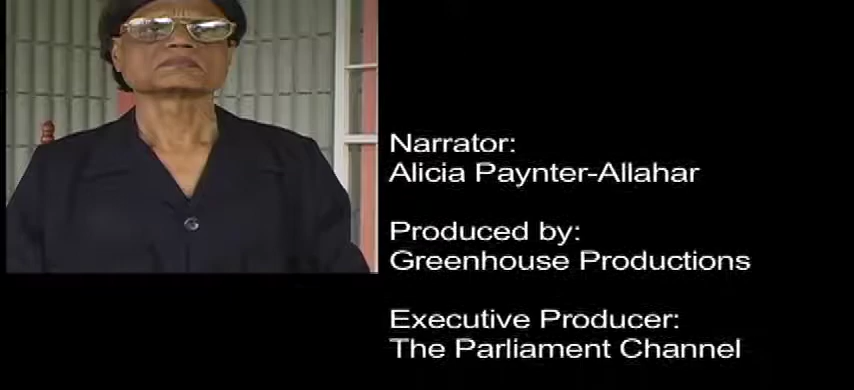 Narrator:
Alicia Paynter-Allahar
Produced by:
Greenhouse Productions
Executive Producer:
The Parliament Channel